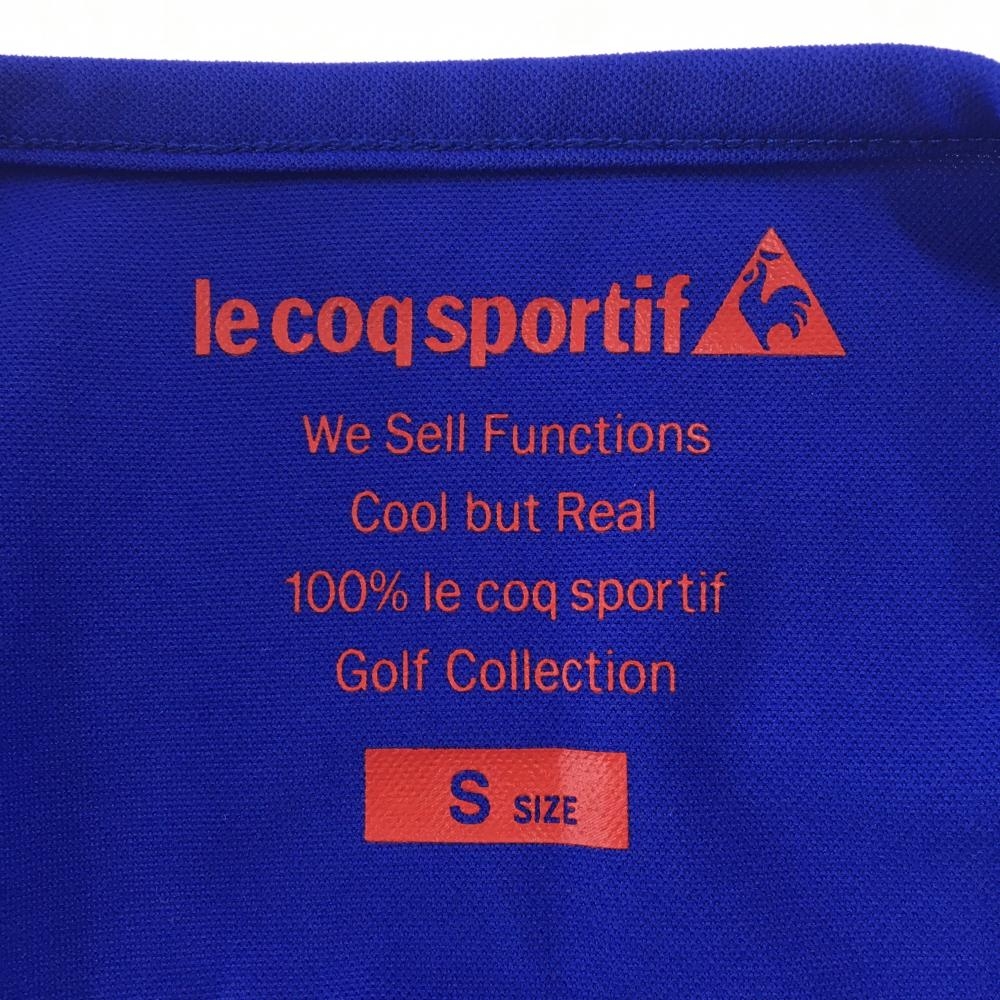 le coq sportif
We Sell Functions
Cool but Real
100% le coq sportif
Golf Collection
S SIZE